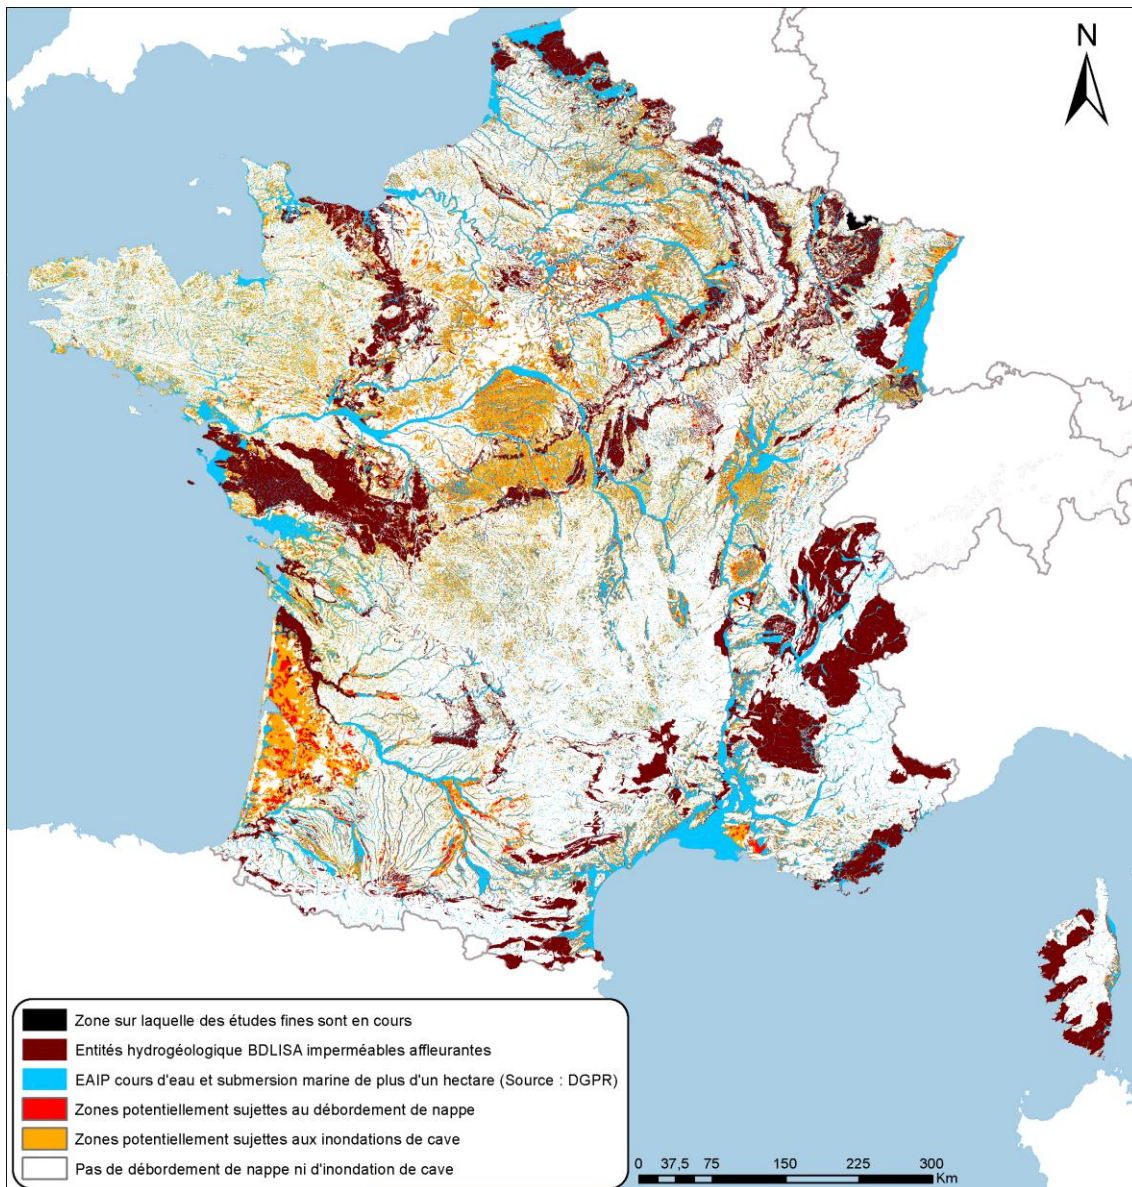 N
Zone sur laquelle des études fines sont en cours
Entités hydrogéologique BDLISA imperméables affleurantes
EAIP cours d'eau et submersion marine de plus d'un hectare (Source : DGPR)
Zones potentiellement sujettes au débordement de nappe
Zones potentiellement sujettes aux inondations de cave
Pas de débordement de nappe ni d'inondation de cave
0 37,5 75 150 225 300
Km